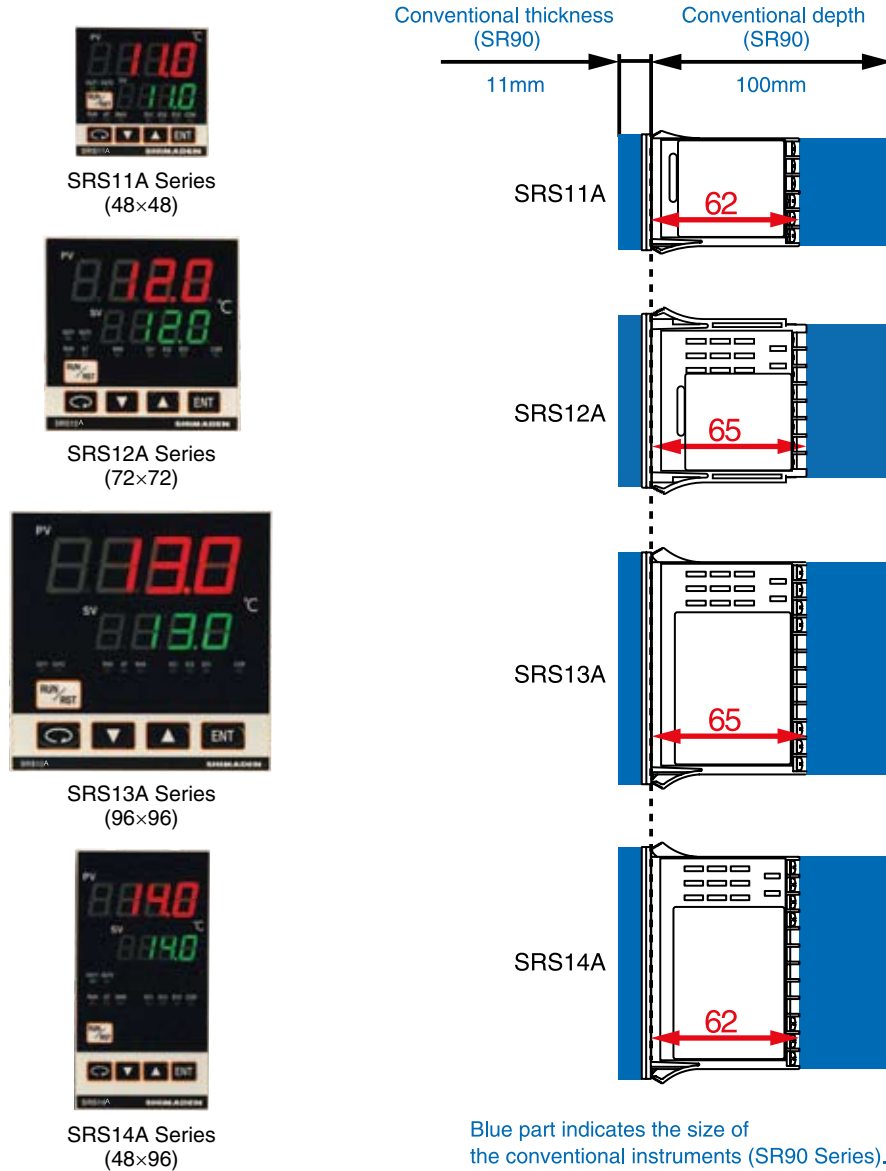 PV
℃
11.0
SV
11.0
RUN/RST
ENT
SRS11A SHIMADEN
SRS11A Series
(48×48)
PV
12.0
℃
SV
12.0
RUN/RST
ENT
SHIMADEN
SRS12A Series
(72×72)
PV
13.0
℃
SV
13.0
RUN/RST
ENT
SHIMADEN
SRS13A Series
(96×96)
PV
14.0
℃
SV
14.0
RUN/RST
ENT
SHIMADEN
SRS14A Series
(48×96)
Conventional thickness
(SR90)
11mm
Conventional depth
(SR90)
100mm
SRS11A
62
SRS12A
65
SRS13A
65
SRS14A
62
Blue part indicates the size of
the conventional instruments (SR90 Series).